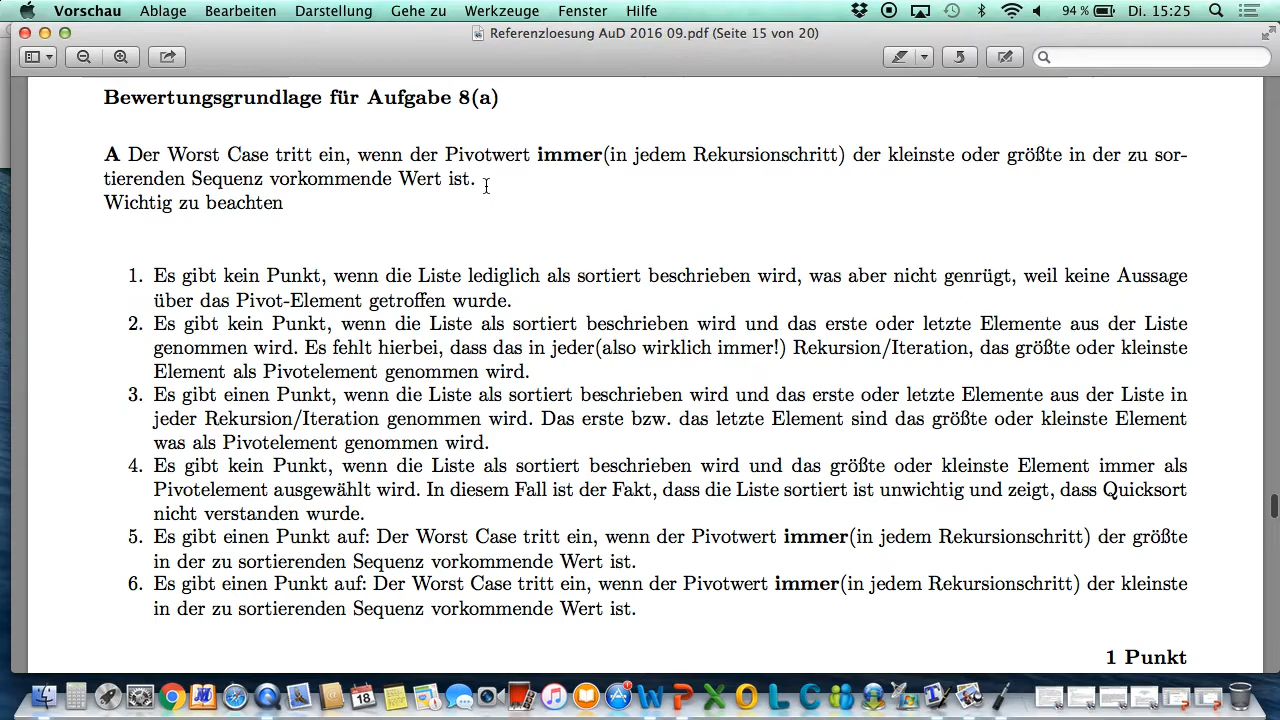 Vorschau Ablage Bearbeiten Darstellung Gehe zu Werkzeuge Fenster Hilfe 94 % Di. 15:25
Referenzloesung AuD 2016 09.pdf (Seite 15 von 20)
Bewertungsgrundlage für Aufgabe 8(a)
A Der Worst Case tritt ein, wenn der Pivotwert immer(in jedem Rekursionschritt) der kleinste oder größte in der zu sor-
tierenden Sequenz vorkommende Wert ist.
Wichtig zu beachten
1. Es gibt kein Punkt, wenn die Liste lediglich als sortiert beschrieben wird, was aber nicht genrügt, weil keine Aussage
über das Pivot-Element getroffen wurde.
2. Es gibt kein Punkt, wenn die Liste als sortiert beschrieben wird und das erste oder letzte Elemente aus der Liste
genommen wird. Es fehlt hierbei, dass das in jeder(also wirklich immer!) Rekursion/Iteration, das größte oder kleinste
Element als Pivotelement genommen wird.
3. Es gibt einen Punkt, wenn die Liste als sortiert beschrieben wird und das erste oder letzte Elemente aus der Liste in
jeder Rekursion/Iteration genommen wird. Das erste bzw. das letzte Element sind das größte oder kleinste Element
was als Pivotelement genommen wird.
4. Es gibt kein Punkt, wenn die Liste als sortiert beschrieben wird und das größte oder kleinste Element immer als
Pivotelement ausgewählt wird. In diesem Fall ist der Fakt, dass die Liste sortiert ist unwichtig und zeigt, dass Quicksort
nicht verstanden wurde.
5. Es gibt einen Punkt auf: Der Worst Case tritt ein, wenn der Pivotwert immer(in jedem Rekursionschritt) der größte
in der zu sortierenden Sequenz vorkommende Wert ist.
6. Es gibt einen Punkt auf: Der Worst Case tritt ein, wenn der Pivotwert immer(in jedem Rekursionschritt) der kleinste
in der zu sortierenden Sequenz vorkommende Wert ist.
1 Punkt